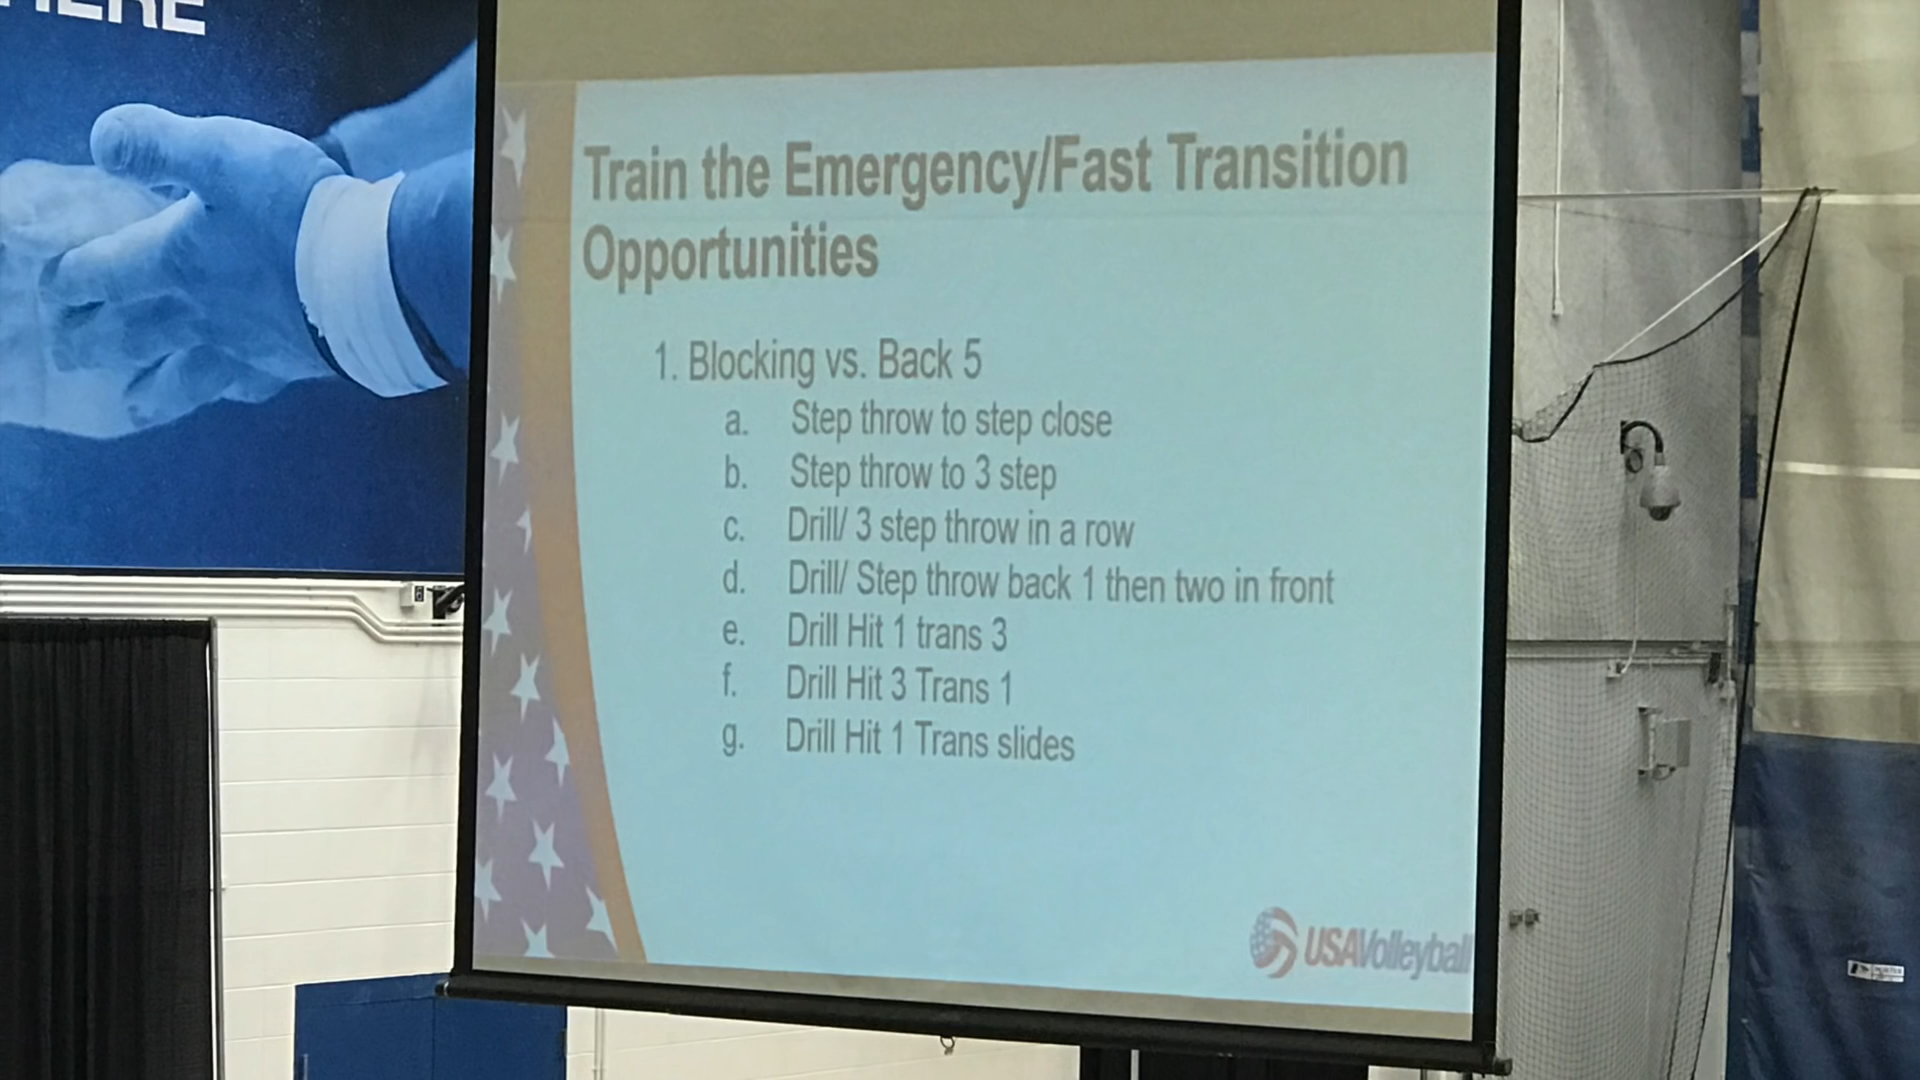 HERE
Train the Emergency/Fast Transition
Opportunities
1. Blocking vs. Back 5
a. Step throw to step close
b. Step throw to 3 step
c. Drill/ 3 step throw in a row
d. Drill/ Step throw back 1 then two in front
e. Drill Hit 1 trans 3
f. Drill Hit 3 Trans 1
g. Drill Hit 1 Trans slides
USAVolleyball